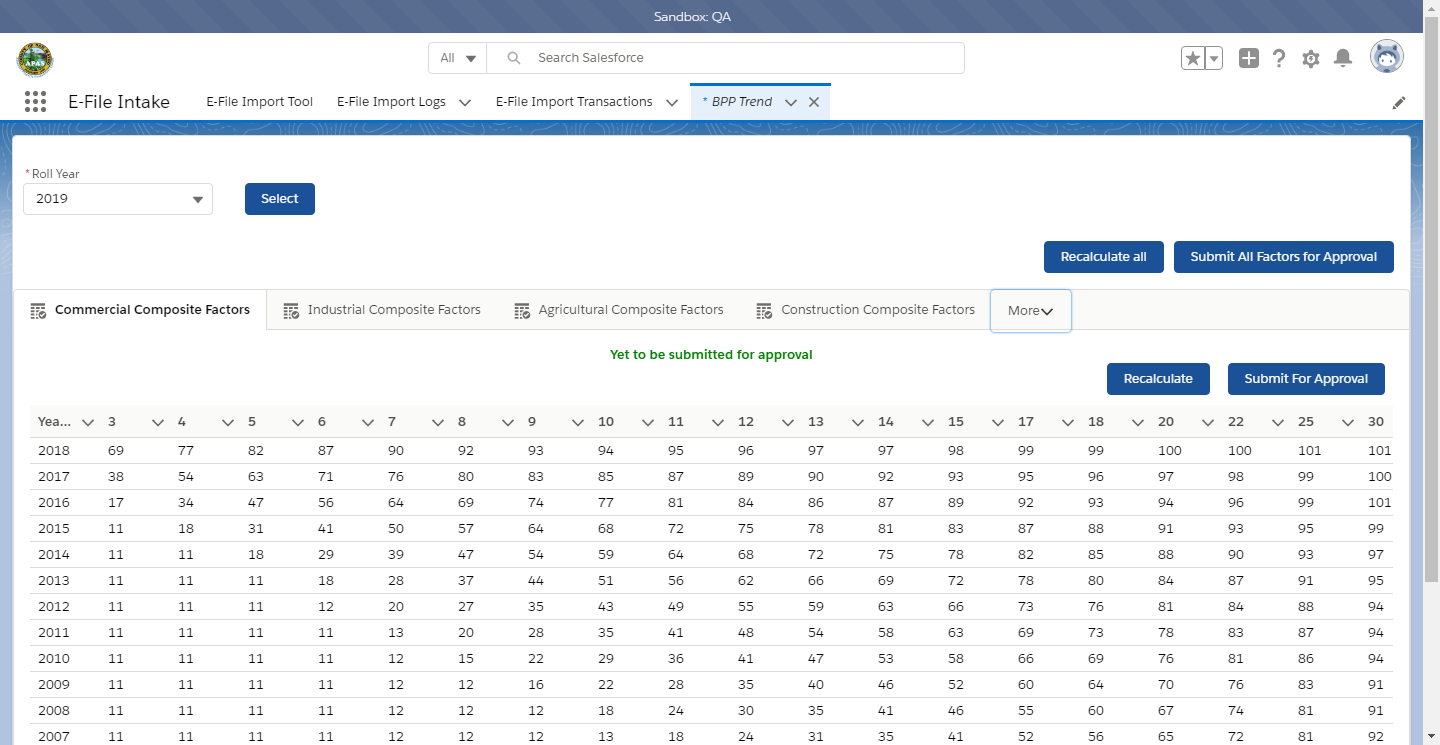 Sandbox: QA
APAS
All Search Salesforce
E-File Intake E-File Import Tool E-File Import Logs E-File Import Transactions * BPP Trend
* Roll Year
2019 Select
Recalculate all Submit All Factors for Approval
Commercial Composite Factors Industrial Composite Factors Agricultural Composite Factors Construction Composite Factors More
Yet to be submitted for approval
Recalculate Submit For Approval
Yea... 3 4 5 6 7 8 9 10 11 12 13 14 15 17 18 20 22 25 30
2018 69 77 82 87 90 92 93 94 95 96 97 97 98 99 99 100 100 101 101
2017 38 54 63 71 76 80 83 85 87 89 90 92 93 95 96 97 98 99 100
2016 17 34 47 56 64 69 74 77 81 84 86 87 89 92 93 94 96 99 101
2015 11 18 31 41 50 57 64 68 72 75 78 81 83 87 88 91 93 95 99
2014 11 11 18 29 39 47 54 59 64 68 72 75 78 82 85 88 90 93 97
2013 11 11 11 18 28 37 44 51 56 62 66 69 72 78 80 84 87 91 95
2012 11 11 11 12 20 27 35 43 49 55 59 63 66 73 76 81 84 88 94
2011 11 11 11 11 13 20 28 35 41 48 54 58 63 69 73 78 83 87 94
2010 11 11 11 11 12 15 22 29 36 41 47 53 58 66 69 76 81 86 94
2009 11 11 11 11 12 12 16 22 28 35 40 46 52 60 64 70 76 83 91
2008 11 11 11 11 12 12 12 18 24 30 35 41 46 55 60 67 74 81 91
2007 11 11 11 11 12 12 12 13 18 24 31 35 41 52 56 65 72 81 92